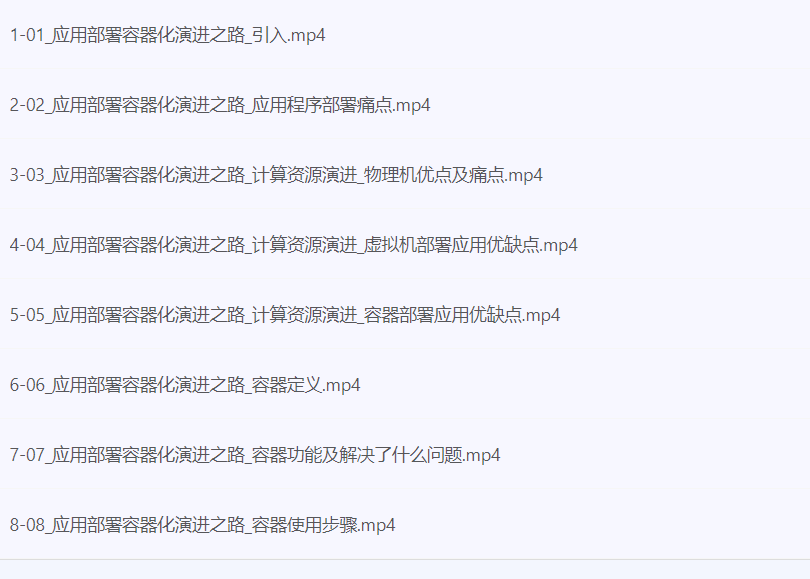 1-01_应用部署容器化演进之路_引入.mp4
2-02_应用部署容器化演进之路_应用程序部署痛点.mp4
3-03_应用部署容器化演进之路_计算资源演进_物理机优点及痛点.mp4
4-04_应用部署容器化演进之路_计算资源演进_虚拟机部署应用优缺点.mp4
5-05_应用部署容器化演进之路_计算资源演进_容器部署应用优缺点.mp4
6-06_应用部署容器化演进之路_容器定义.mp4
7-07_应用部署容器化演进之路_容器功能及解决了什么问题.mp4
8-08_应用部署容器化演进之路_容器使用步骤.mp4